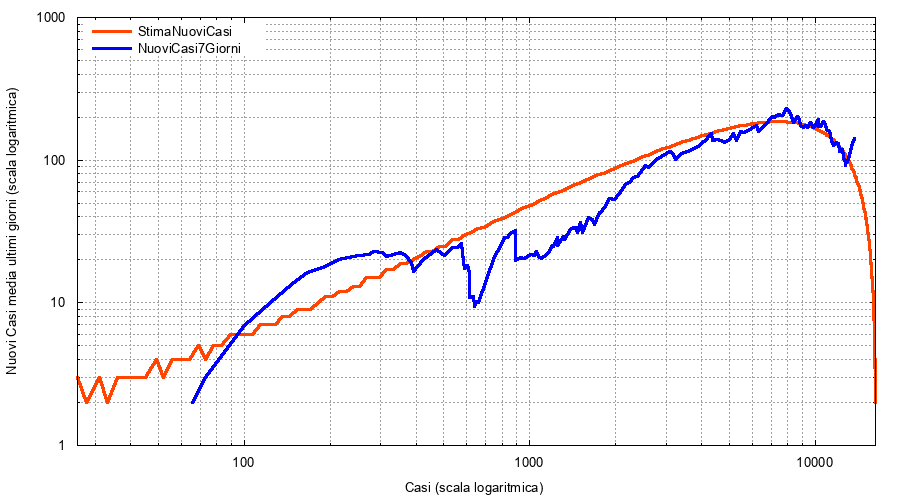 1000
StimaNuoviCasi
NuoviCasi7Giorni
100
10
1
Nuovi Casi media ultimi giorni (scala logaritmica)
100
1000
10000
Casi (scala logaritmica)